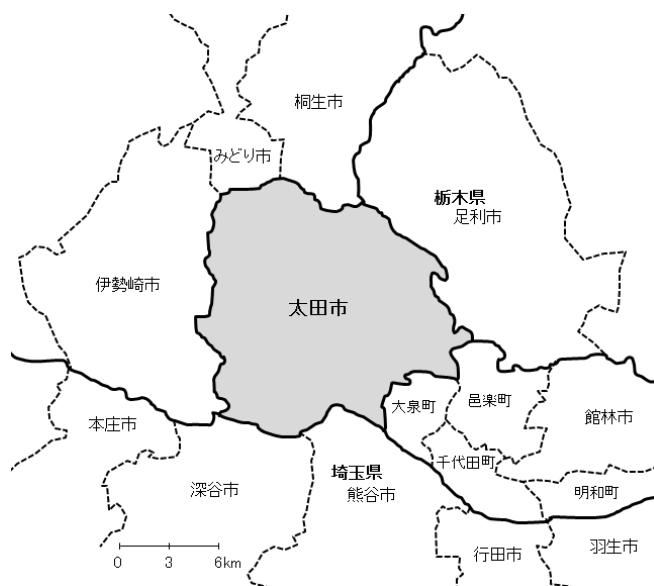 桐生市
みどり市
栃木県
足利市
伊勢崎市
太田市
大泉町
邑楽町
館林市
本庄市
千代田町
埼玉県
深谷市
熊谷市
明和町
行田市
羽生市
0 3 6km